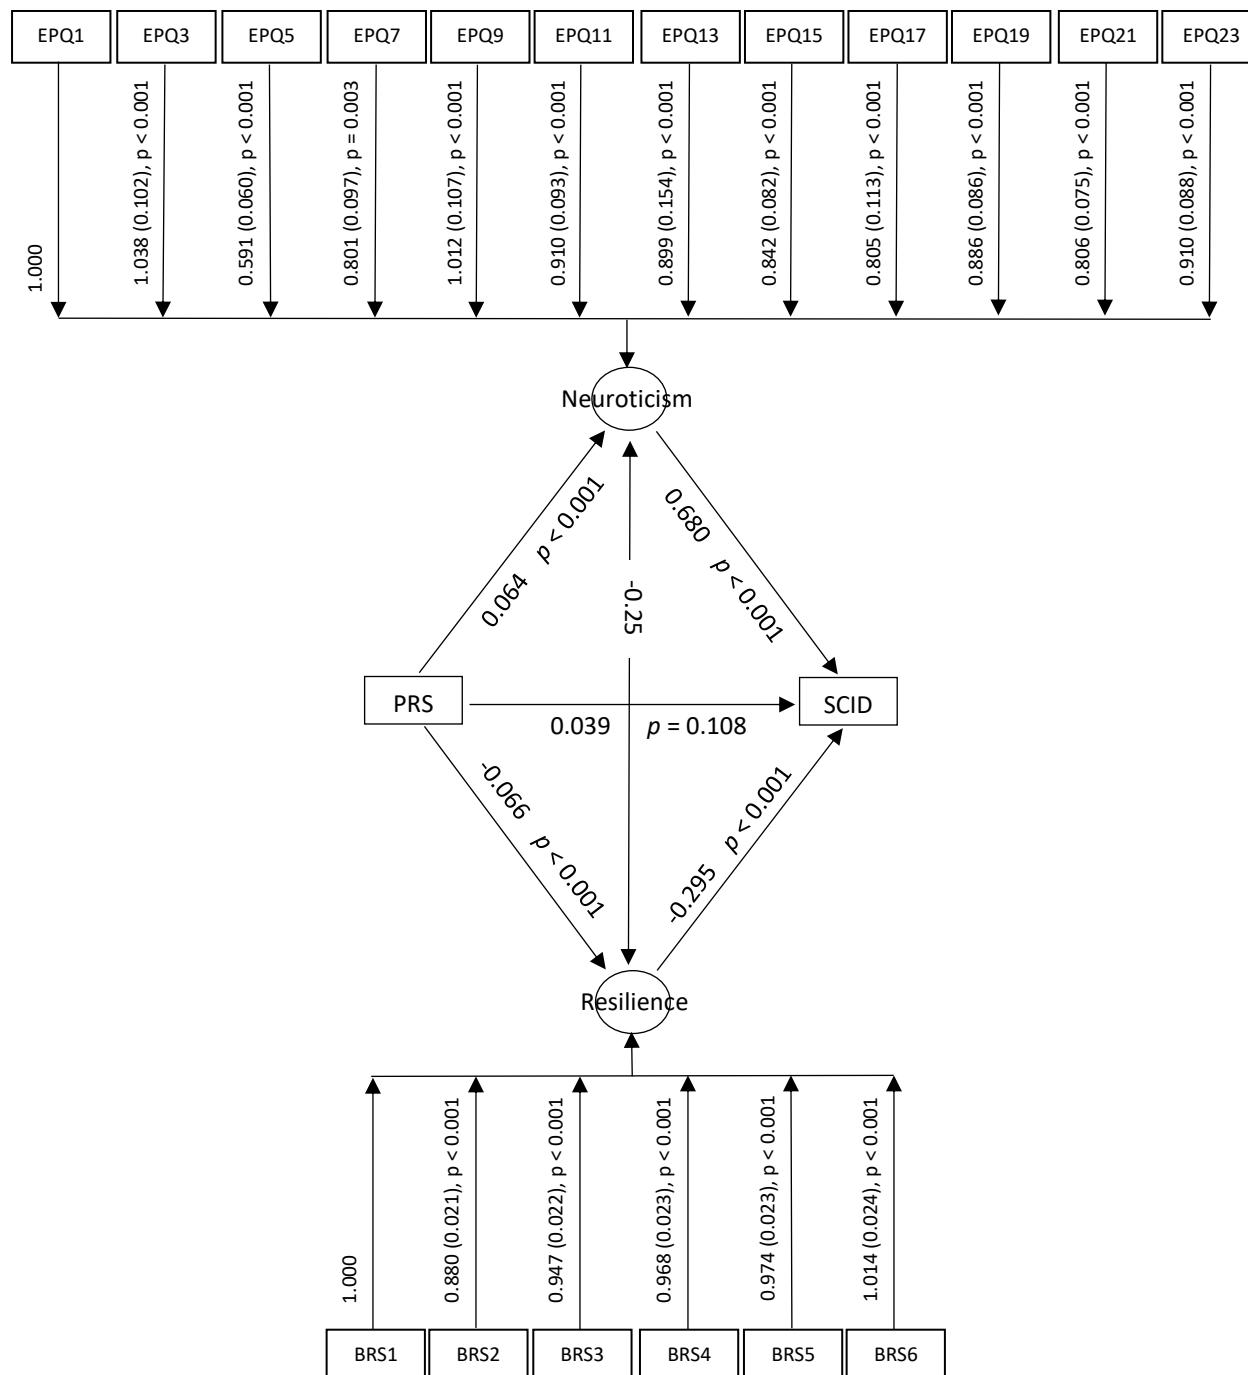 EPQ1
EPQ3
EPQ5
EPQ7
EPQ9
EPQ11
EPQ13
EPQ15
EPQ17
EPQ19
EPQ21
EPQ23
1.000
1.038 (0.102), p < 0.001
0.591 (0.060), p < 0.001
0.801 (0.097), p = 0.003
1.012 (0.107), p < 0.001
0.910 (0.093), p < 0.001
0.899 (0.154), p < 0.001
0.842 (0.082), p < 0.001
0.805 (0.113), p < 0.001
0.886 (0.086), p < 0.001
0.806 (0.075), p < 0.001
0.910 (0.088), p < 0.001
Neuroticism
0.064 p < 0.001
-0.25
0.680 p < 0.001
PRS
SCID
0.039 p = 0.108
-0.066 p < 0.001
-0.295 p < 0.001
Resilience
1.000
0.880 (0.021), p < 0.001
0.947 (0.022), p < 0.001
0.968 (0.023), p < 0.001
0.974 (0.023), p < 0.001
1.014 (0.024), p < 0.001
BRS1
BRS2
BRS3
BRS4
BRS5
BRS6